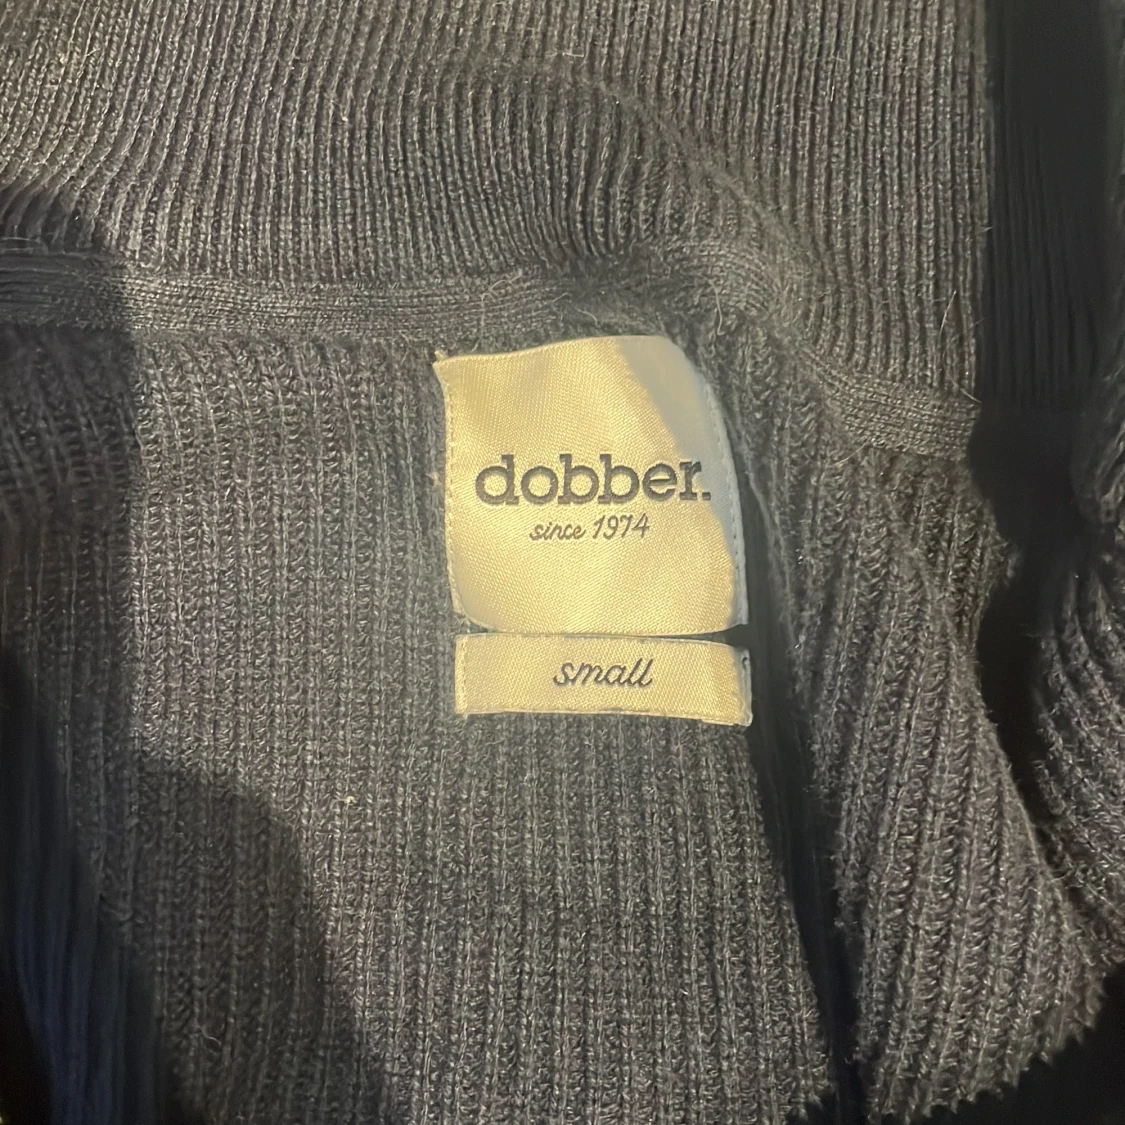 dobber.
since 1974
small